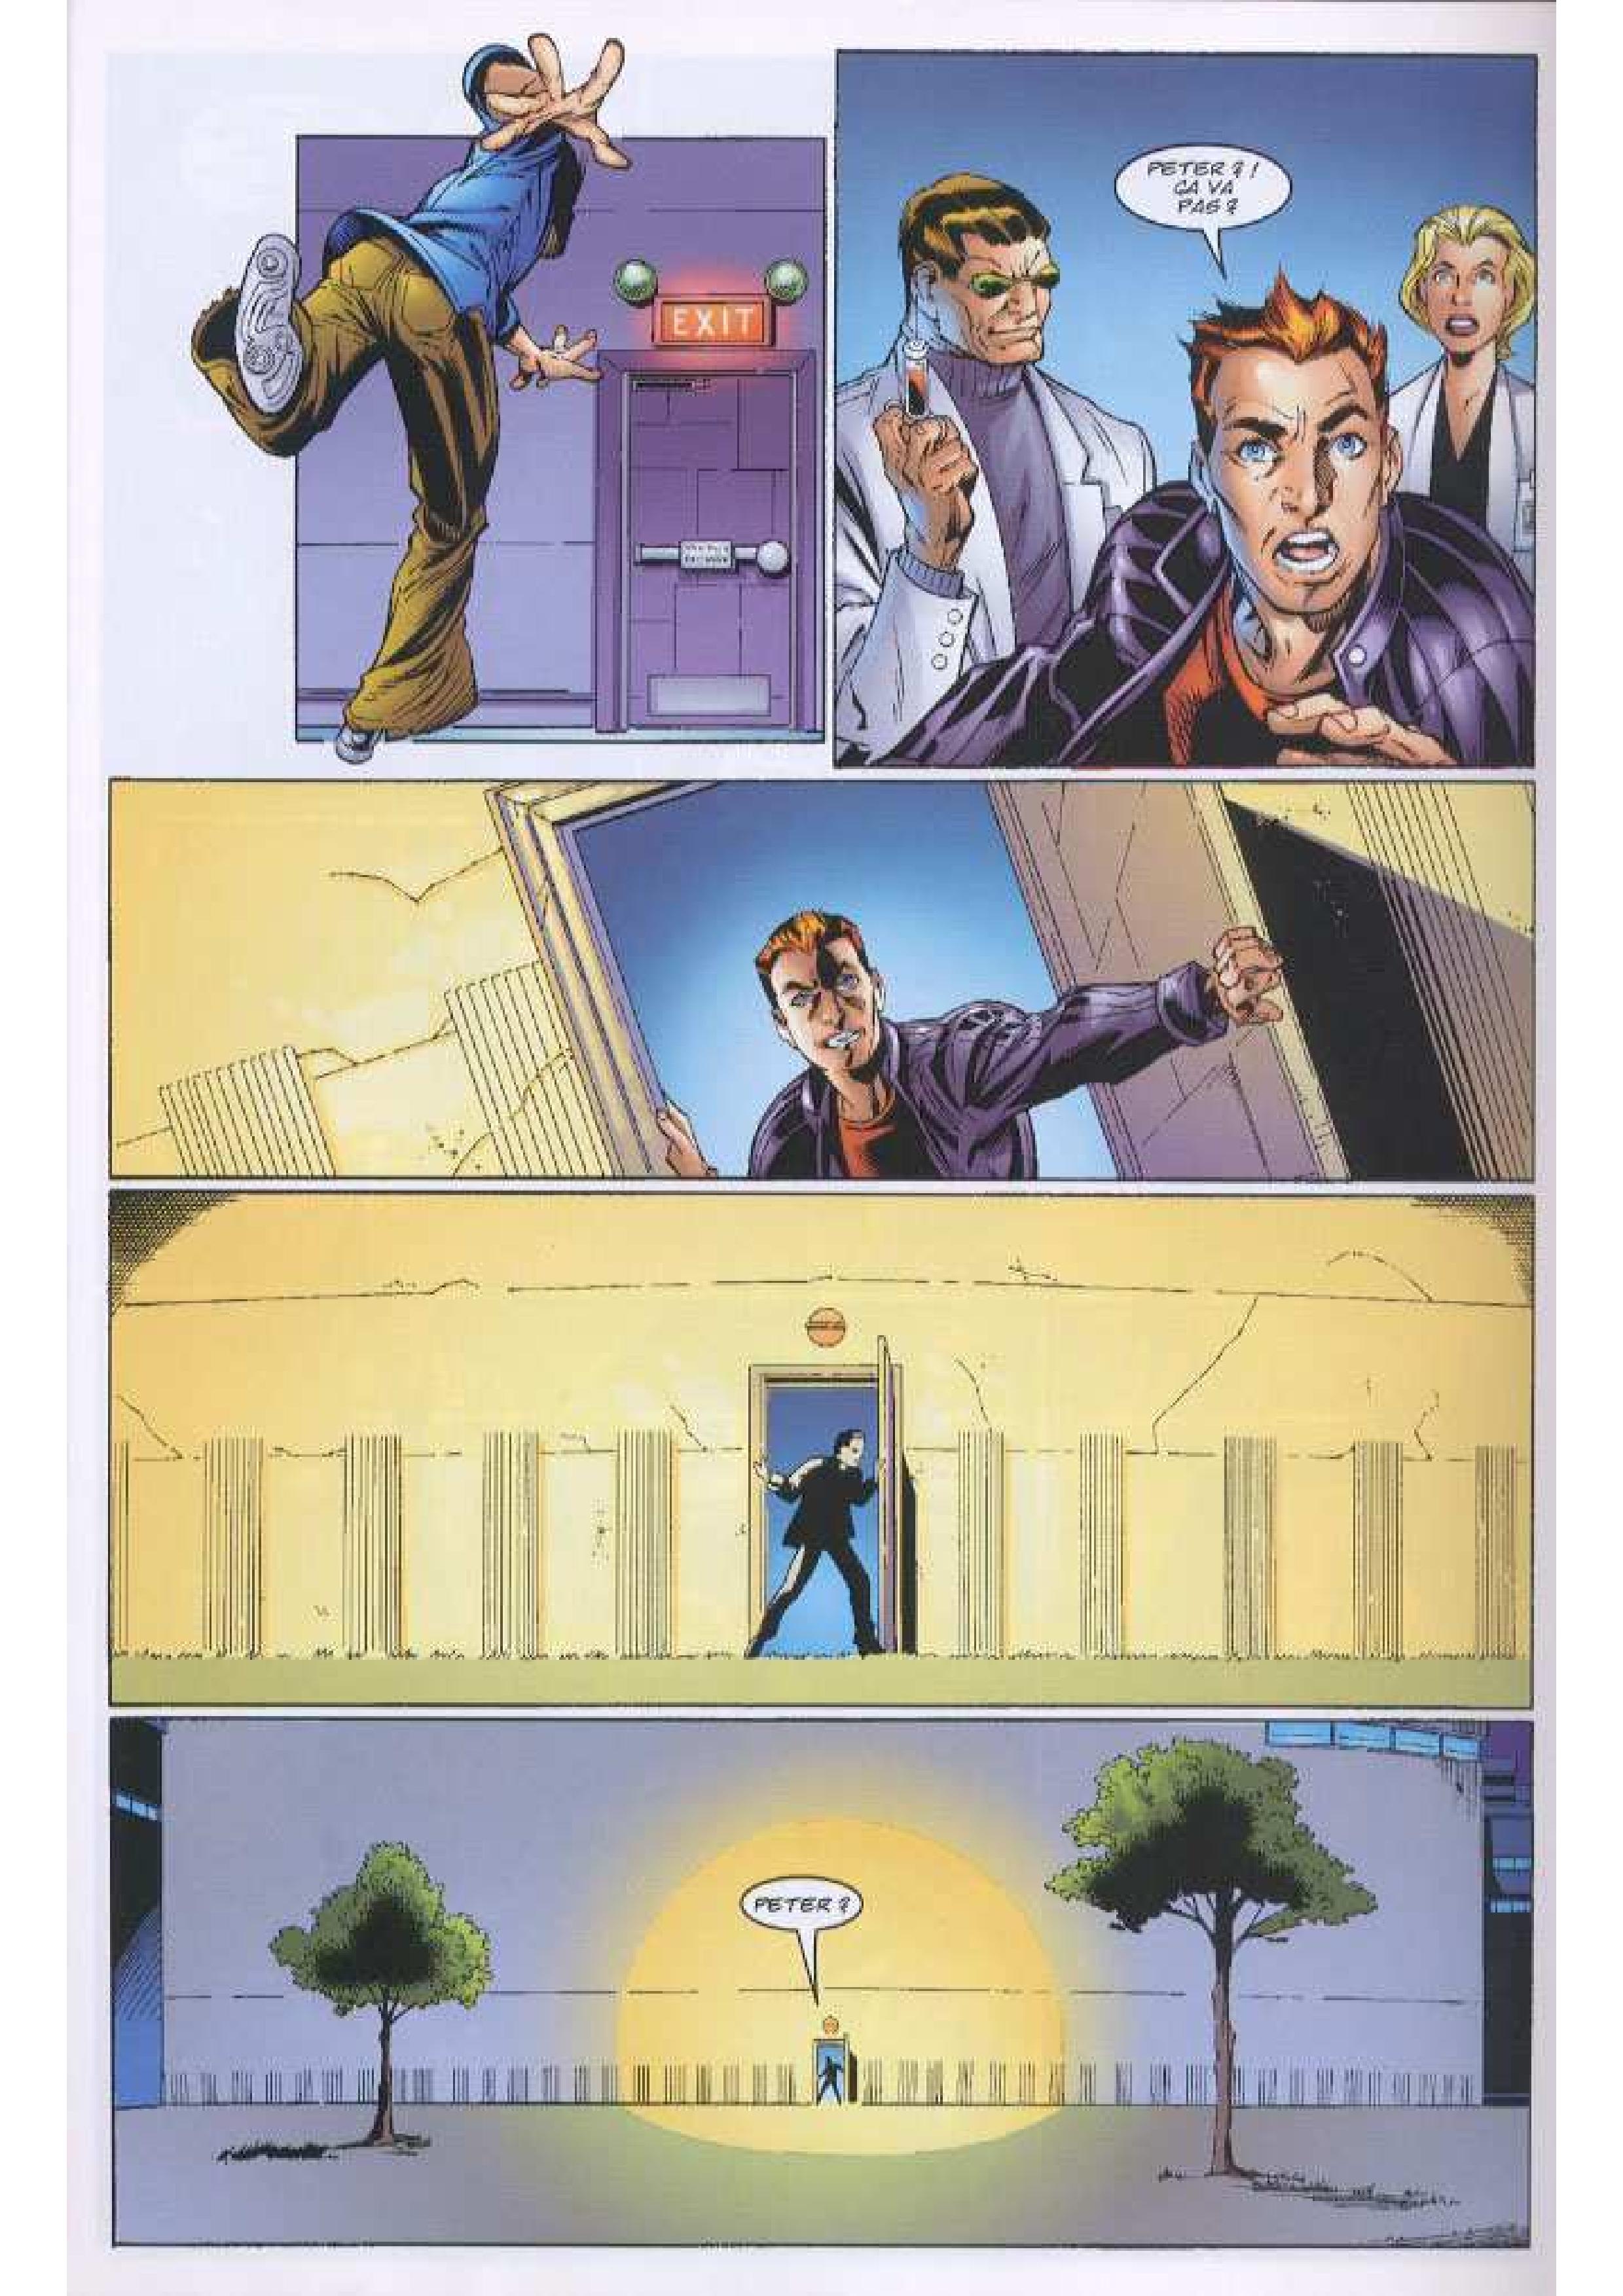 EXIT
PETER ? !
ÇA VA
PAS ?
PETER ?